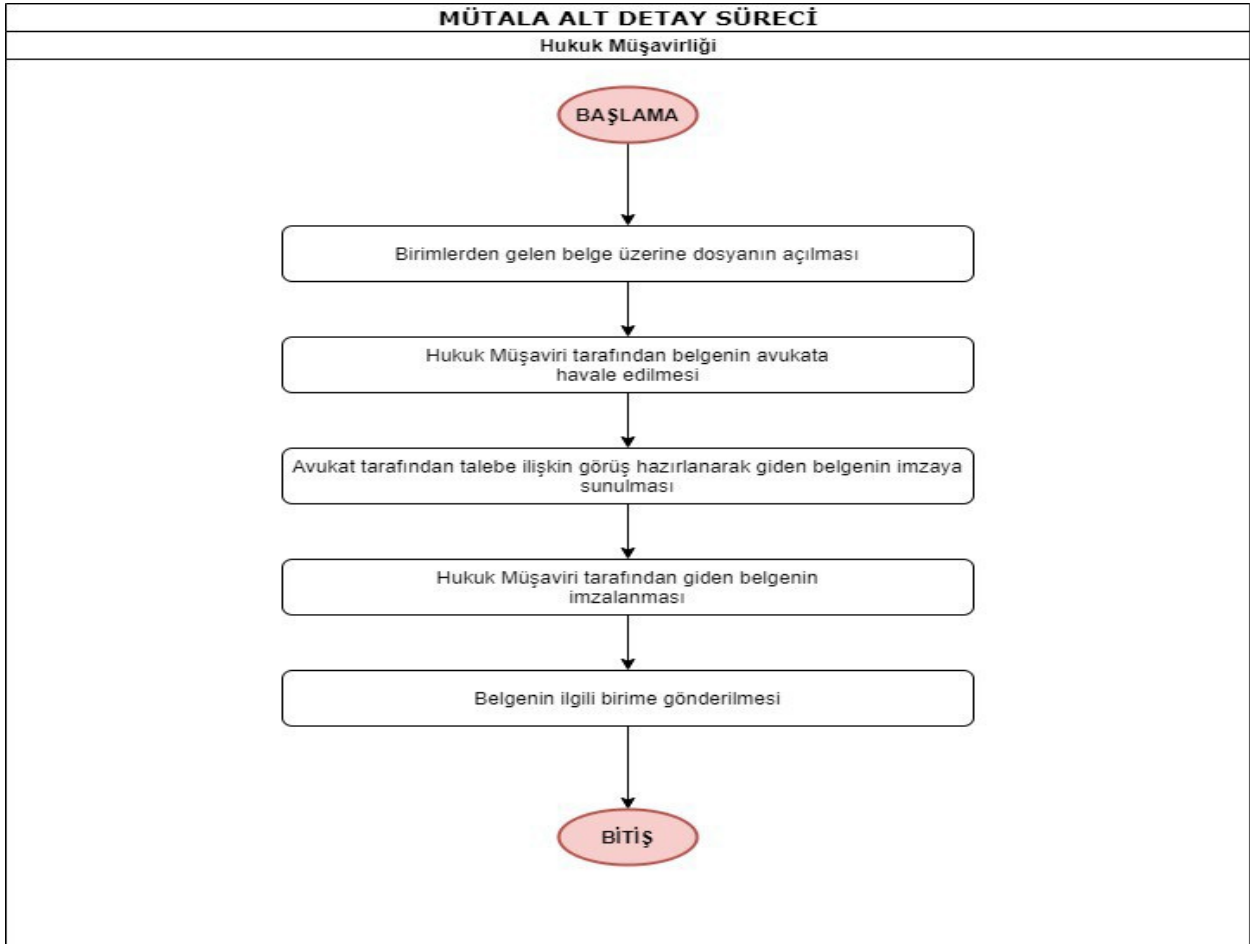 MÜTALA ALT DETAY SÜRECİ
Hukuk Müşavirliği
BAŞLAMA
Birimlerden gelen belge üzerine dosyanın açılması
Hukuk Müşaviri tarafından belgenin avukata
havale edilmesi
Avukat tarafından talebe ilişkin görüş hazırlanarak giden belgenin imzaya
sunulması
Hukuk Müşaviri tarafından giden belgenin
imzalanması
Belgenin ilgili birime gönderilmesi
BİTİŞ